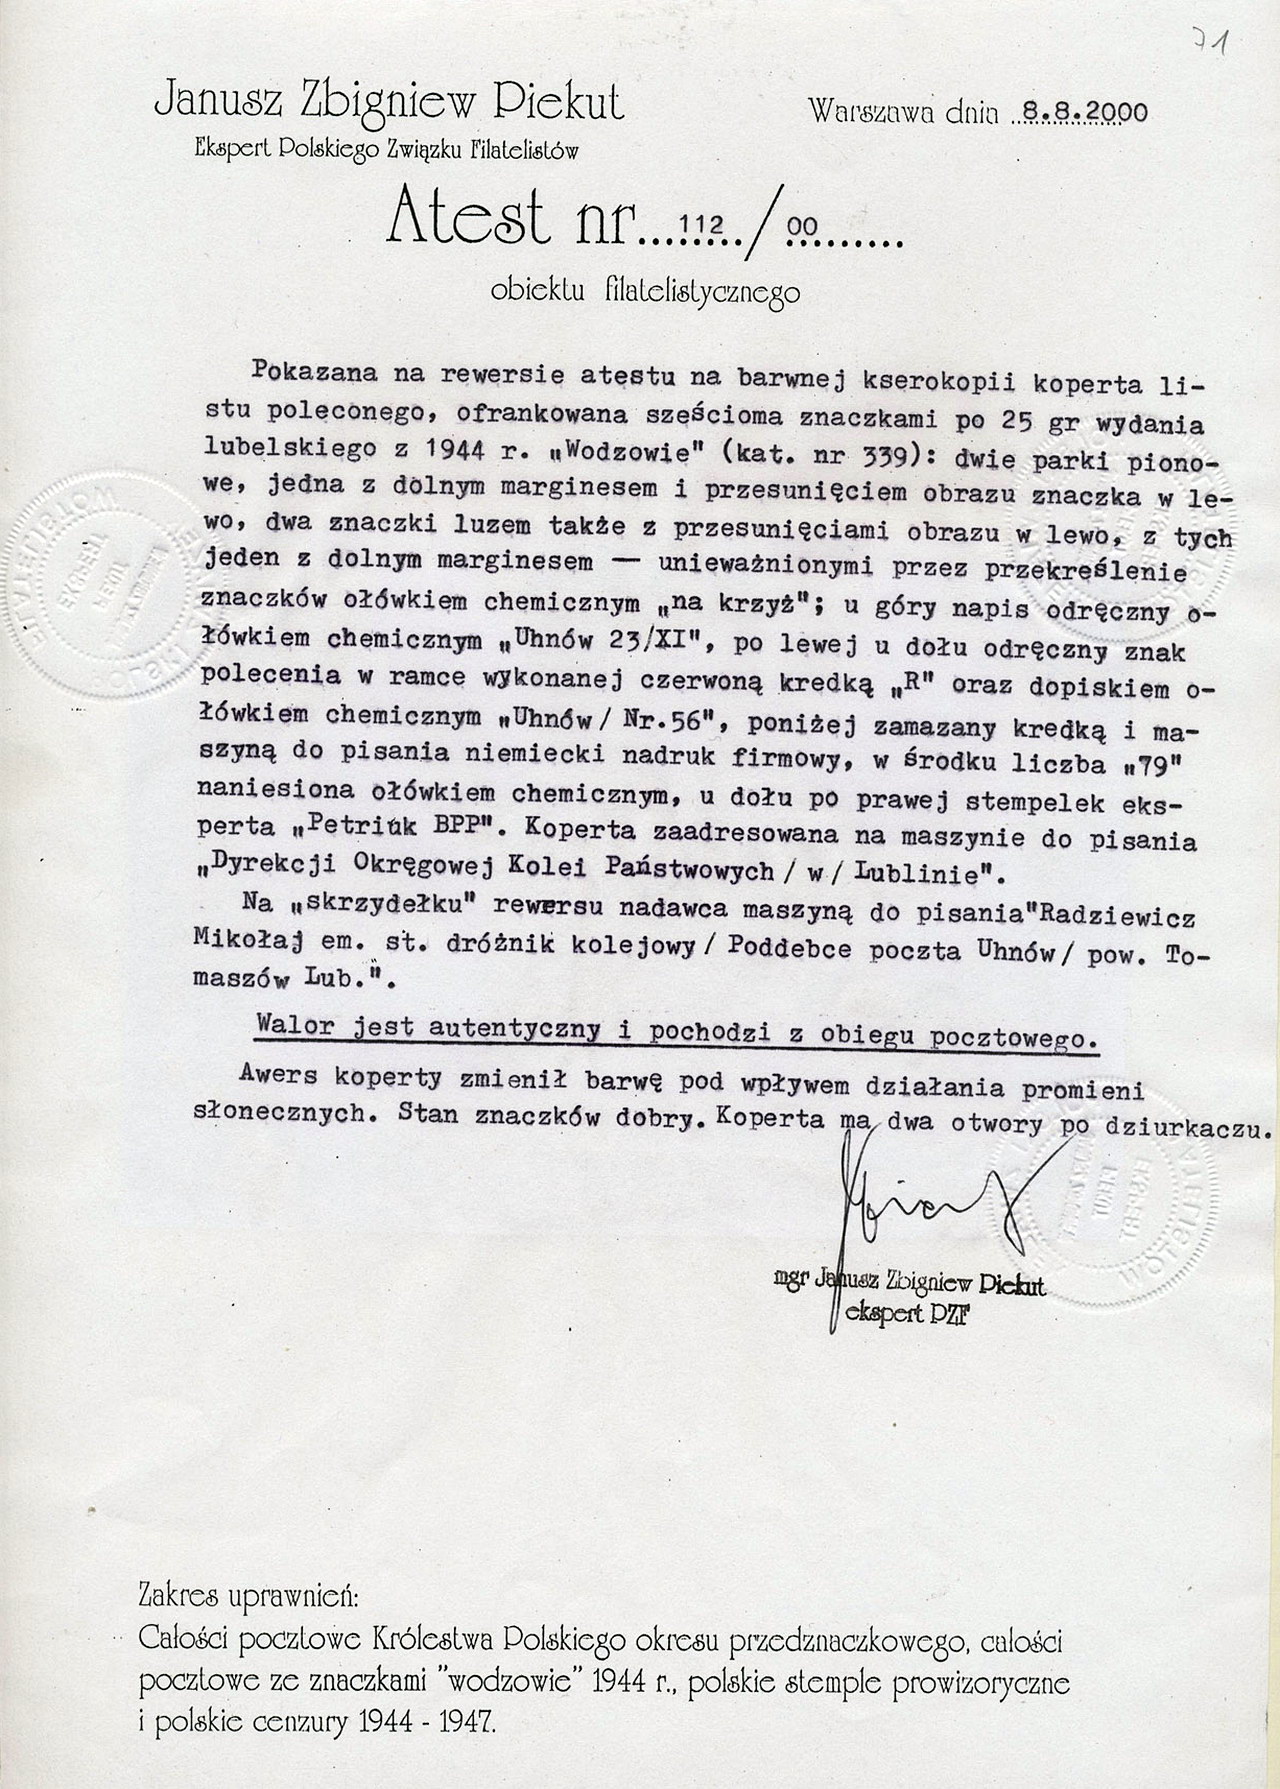 71
Janusz Zbigniew Piekut
Warszawa dnia ..8.8.2000
Ekspert Polskiego Związku Filatelistów
Atest nr...112../00.........
obiektu filatelistycznego
Pokazana na rewersie atestu na barwnej kserokopii koperta li-
stu poleconego, ofrankowana sześcioma znaczkami po 25 gr wydania
lubelskiego z 1944 r. „Wodzowie" (kat. nr 339): dwie parki piono-
we, jedna z dolnym marginesem i przesunięciem obrazu znaczka w le-
wo, dwa znaczki luzem także z przesunięciami obrazu w lewo, z tych
jeden z dolnym marginesem — unieważnionymi przez przekreślenie
znaczków ołówkiem chemicznym „na krzyż"; u góry napis odręczny o-
łówkiem chemicznym „Uhnów 23/XI", po lewej u dołu odręczny znak
polecenia w ramce wykonanej czerwoną kredką „R" oraz dopiskiem o-
łówkiem chemicznym „Uhnów/ Nr.56", poniżej zamazany kredką i ma-
szyną do pisania niemiecki nadruk firmowy, w środku liczba „79"
naniesiona ołówkiem chemicznym, u dołu po prawej stempelek eks-
perta „Petriuk BPP". Koperta zaadresowana na maszynie do pisania
„Dyrekcji Okręgowej Kolei Państwowych / w / Lublinie".
Na „skrzydełku" rewersu nadawca maszyną do pisania"Radziewicz
Mikołaj em. st. dróżnik kolejowy / Poddebce poczta Uhnów/ pow. To-
maszów Lub.".
Walor jest autentyczny i pochodzi z obiegu pocztowego.
Awers koperty zmienił barwę pod wpływem działania promieni
słonecznych. Stan znaczków dobry. Koperta ma dwa otwory po dziurkaczu.
mgr Janusz Zbigniew Piekut
ekspert PZF
Zakres uprawnień:
Całości pocztowe Królestwa Polskiego okresu przedznaczkowego, całości
pocztowe ze znaczkami "wodzowie" 1944 r., polskie stemple prowizoryczne
i polskie cenzury 1944 - 1947.